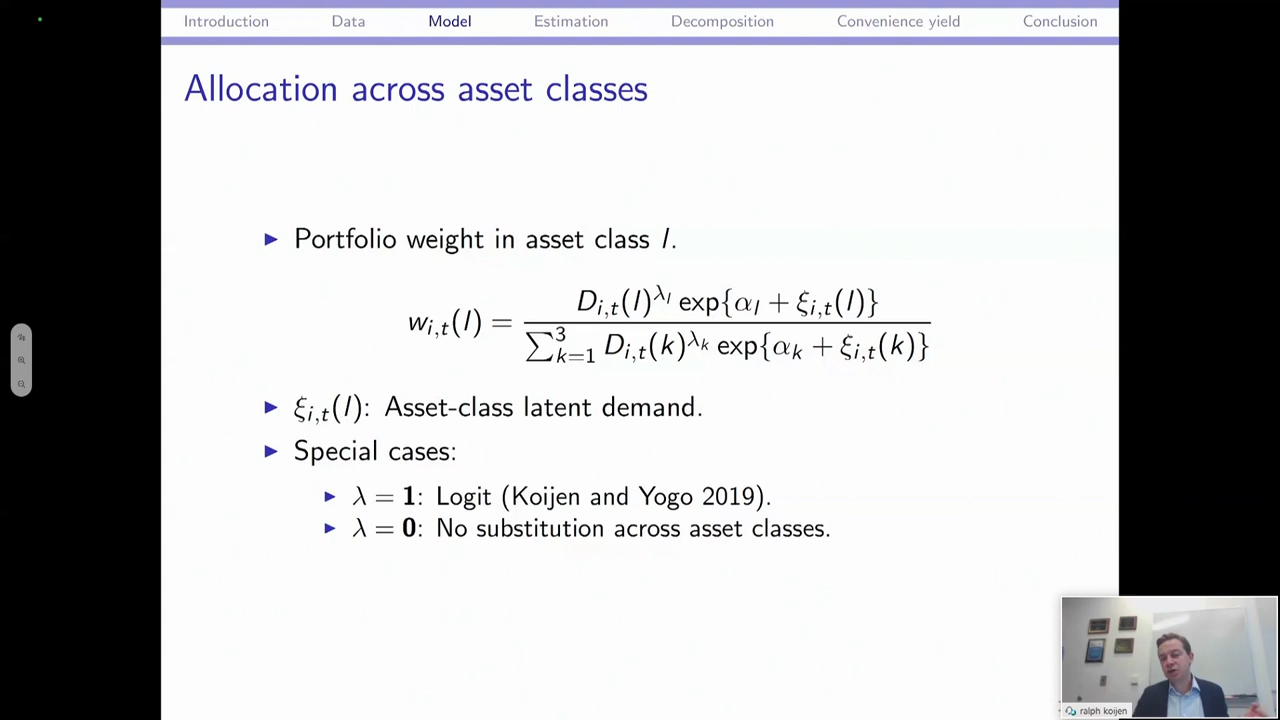 Introduction Data Model Estimation Decomposition Convenience yield Conclusion
Allocation across asset classes
▶ Portfolio weight in asset class l.
w_{i,t}(l) = \frac{D_{i,t}(l)^{λ_l} exp{α_l + ξ_{i,t}(l)}}{∑_{k=1}^{3} D_{i,t}(k)^{λ_k} exp{α_k + ξ_{i,t}(k)}}
▶ ξ_{i,t}(l): Asset-class latent demand.
▶ Special cases:
▶ λ = 1: Logit (Koijen and Yogo 2019).
▶ λ = 0: No substitution across asset classes.
ralph koijen